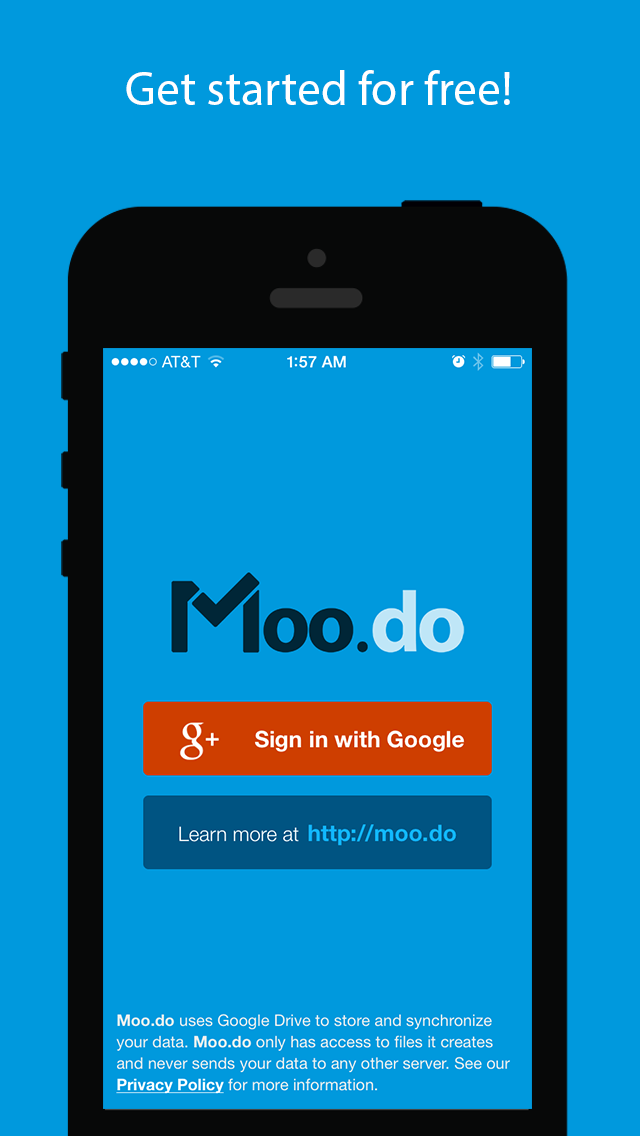 Get started for free!
AT&T 1:57 AM
Moo.do
g+ Sign in with Google
Learn more at http://moo.do
Moo.do uses Google Drive to store and synchronize
your data. Moo.do only has access to files it creates
and never sends your data to any other server. See our
Privacy Policy for more information.